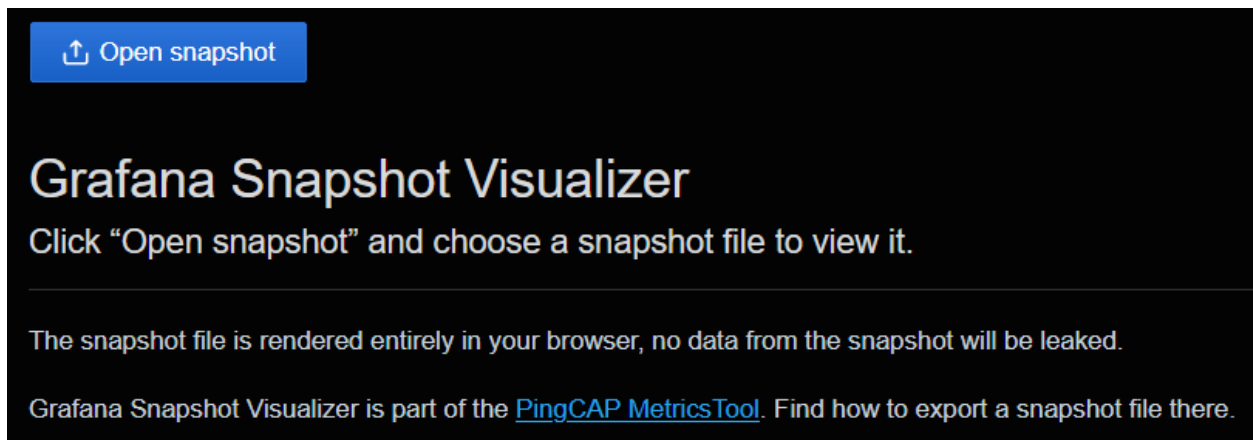 Open snapshot
Grafana Snapshot Visualizer
Click “Open snapshot” and choose a snapshot file to view it.
The snapshot file is rendered entirely in your browser, no data from the snapshot will be leaked.
Grafana Snapshot Visualizer is part of the PingCAP MetricsTool. Find how to export a snapshot file there.